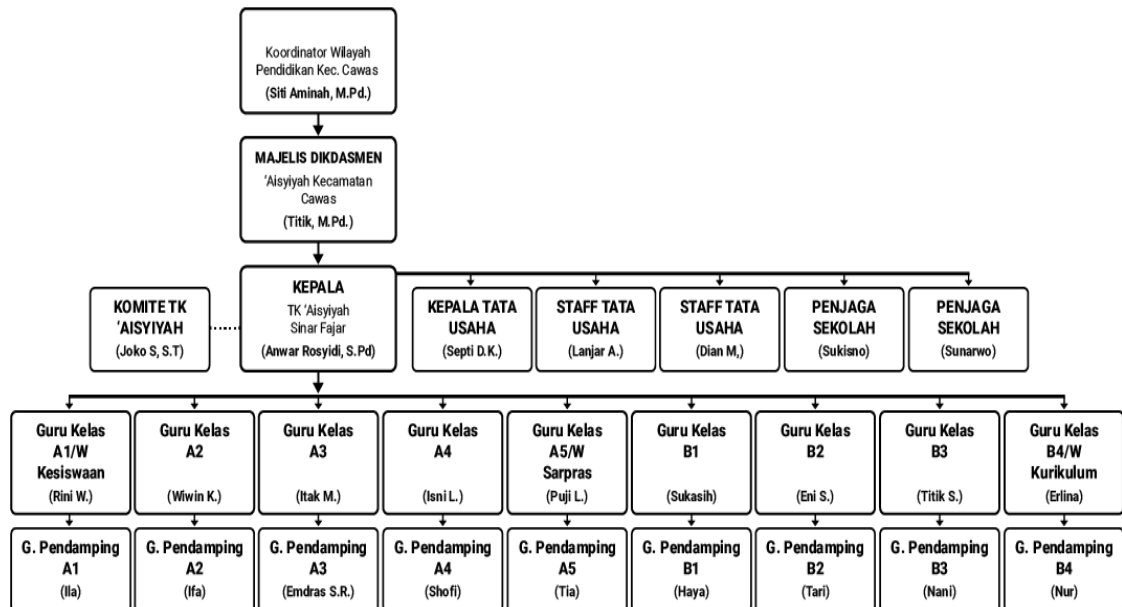 Koordinator Wilayah
Pendidikan Kec. Cawas
(Siti Aminah, M.Pd.)
MAJELIS DIKDASMEN
‘Aisyiyah Kecamatan
Cawas
(Titik, M.Pd.)
KOMITE TK
‘AISYIYAH
(Joko S, S.T)
KEPALA
TK ‘Aisyiyah
Sinar Fajar
(Anwar Rosyidi, S.Pd)
KEPALA TATA
USAHA
(Septi D.K.)
STAFF TATA
USAHA
(Lanjar A.)
STAFF TATA
USAHA
(Dian M,)
PENJAGA
SEKOLAH
(Sukisno)
PENJAGA
SEKOLAH
(Sunarwo)
Guru Kelas
A1/W
Kesiswaan
(Rini W.)
Guru Kelas
A2
(Wiwin K.)
Guru Kelas
A3
(Itak M.)
Guru Kelas
A4
(Isni L.)
Guru Kelas
A5/W
Sarpras
(Puji L.)
Guru Kelas
B1
(Sukasih)
Guru Kelas
B2
(Eni S.)
Guru Kelas
B3
(Titik S.)
Guru Kelas
B4/W
Kurikulum
(Erlina)
G. Pendamping
A1
(Ila)
G. Pendamping
A2
(Ifa)
G. Pendamping
A3
(Emdras S.R.)
G. Pendamping
A4
(Shofi)
G. Pendamping
A5
(Tia)
G. Pendamping
B1
(Haya)
G. Pendamping
B2
(Tari)
G. Pendamping
B3
(Nani)
G. Pendamping
B4
(Nur)